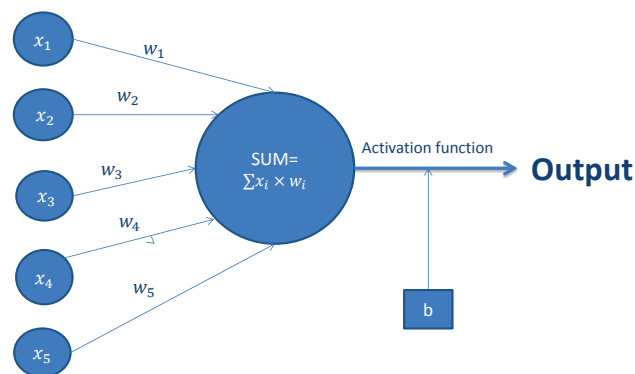 x₁
w₁
x₂
w₂
x₃
w₃
x₄
w₄
x₅
w₅
SUM=
∑xᵢ × wᵢ
Activation function
Output
b